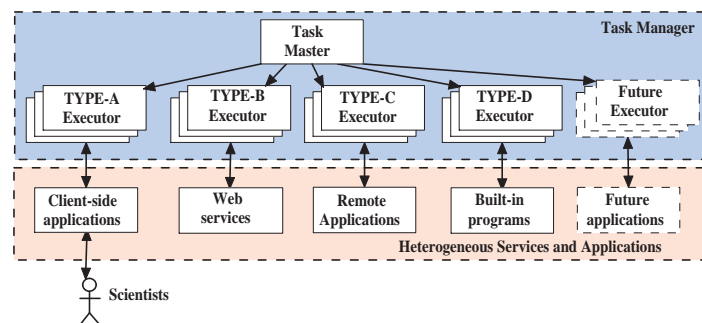 Task Manager
Task
Master
TYPE-A
Executor
TYPE-B
Executor
TYPE-C
Executor
TYPE-D
Executor
Future
Executor
Client-side
applications
Web
services
Remote
Applications
Built-in
programs
Future
applications
Heterogeneous Services and Applications
Scientists